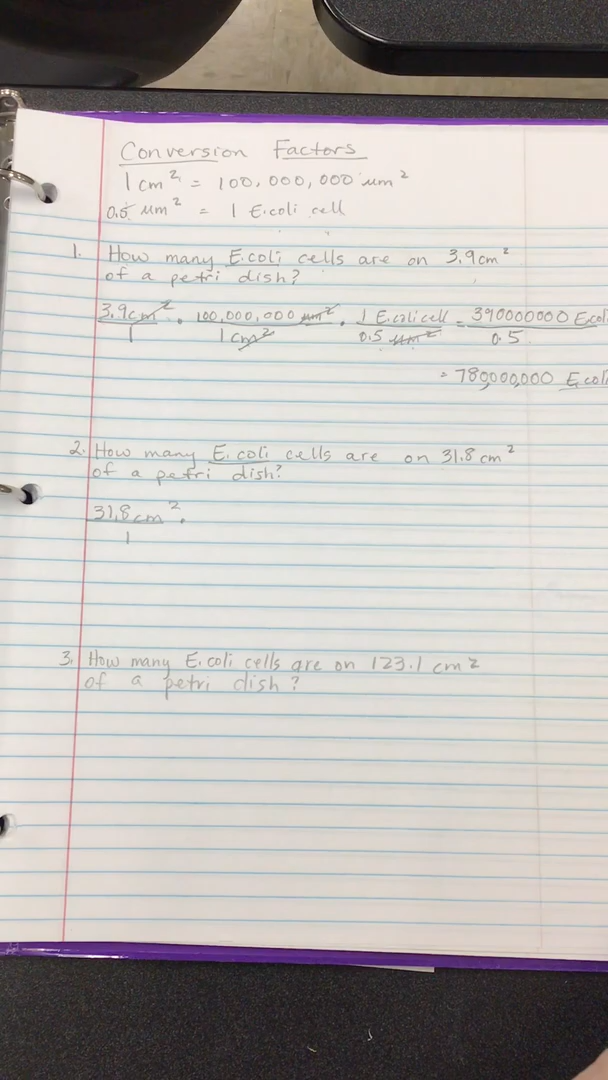 Conversion Factors
1 cm² = 100,000,000 um²
0.5 um² = 1 E.coli cell
1. How many E.coli cells are on 3.9cm²
of a petri dish?
3.9cm²/1 · 100,000,000 um²/1cm² · 1 E.coli cell/0.5 um² = 390000000 E.coli/0.5
= 780,000,000 E.coli
2. How many E.coli cells are on 31.8 cm²
of a petri dish?
31.8cm²/1 ·
3. How many E.coli cells are on 123.1 cm²
of a petri dish?